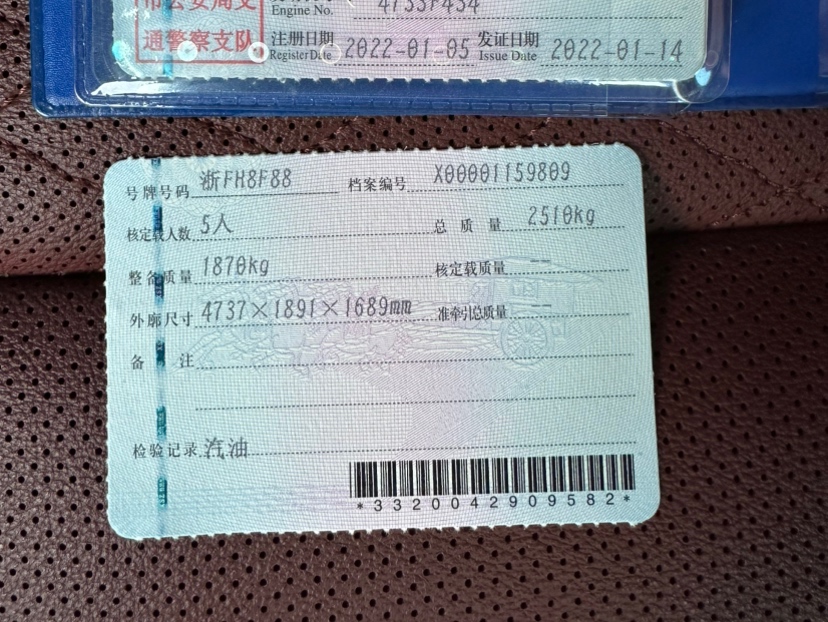 市公安局交
Engine No.
通警察支队
注册日期 2022-01-05 发证日期 2022-01-14
Register Date Issue Date
号牌号码 浙FH8F88 档案编号 X00001159809
核定载人数 5人 总质量 2510kg
整备质量 1870kg 核定载质量 --
外廓尺寸 4737×1891×1689mm 准牵引总质量 --
备注
检验记录 汽油
*3320042909582*